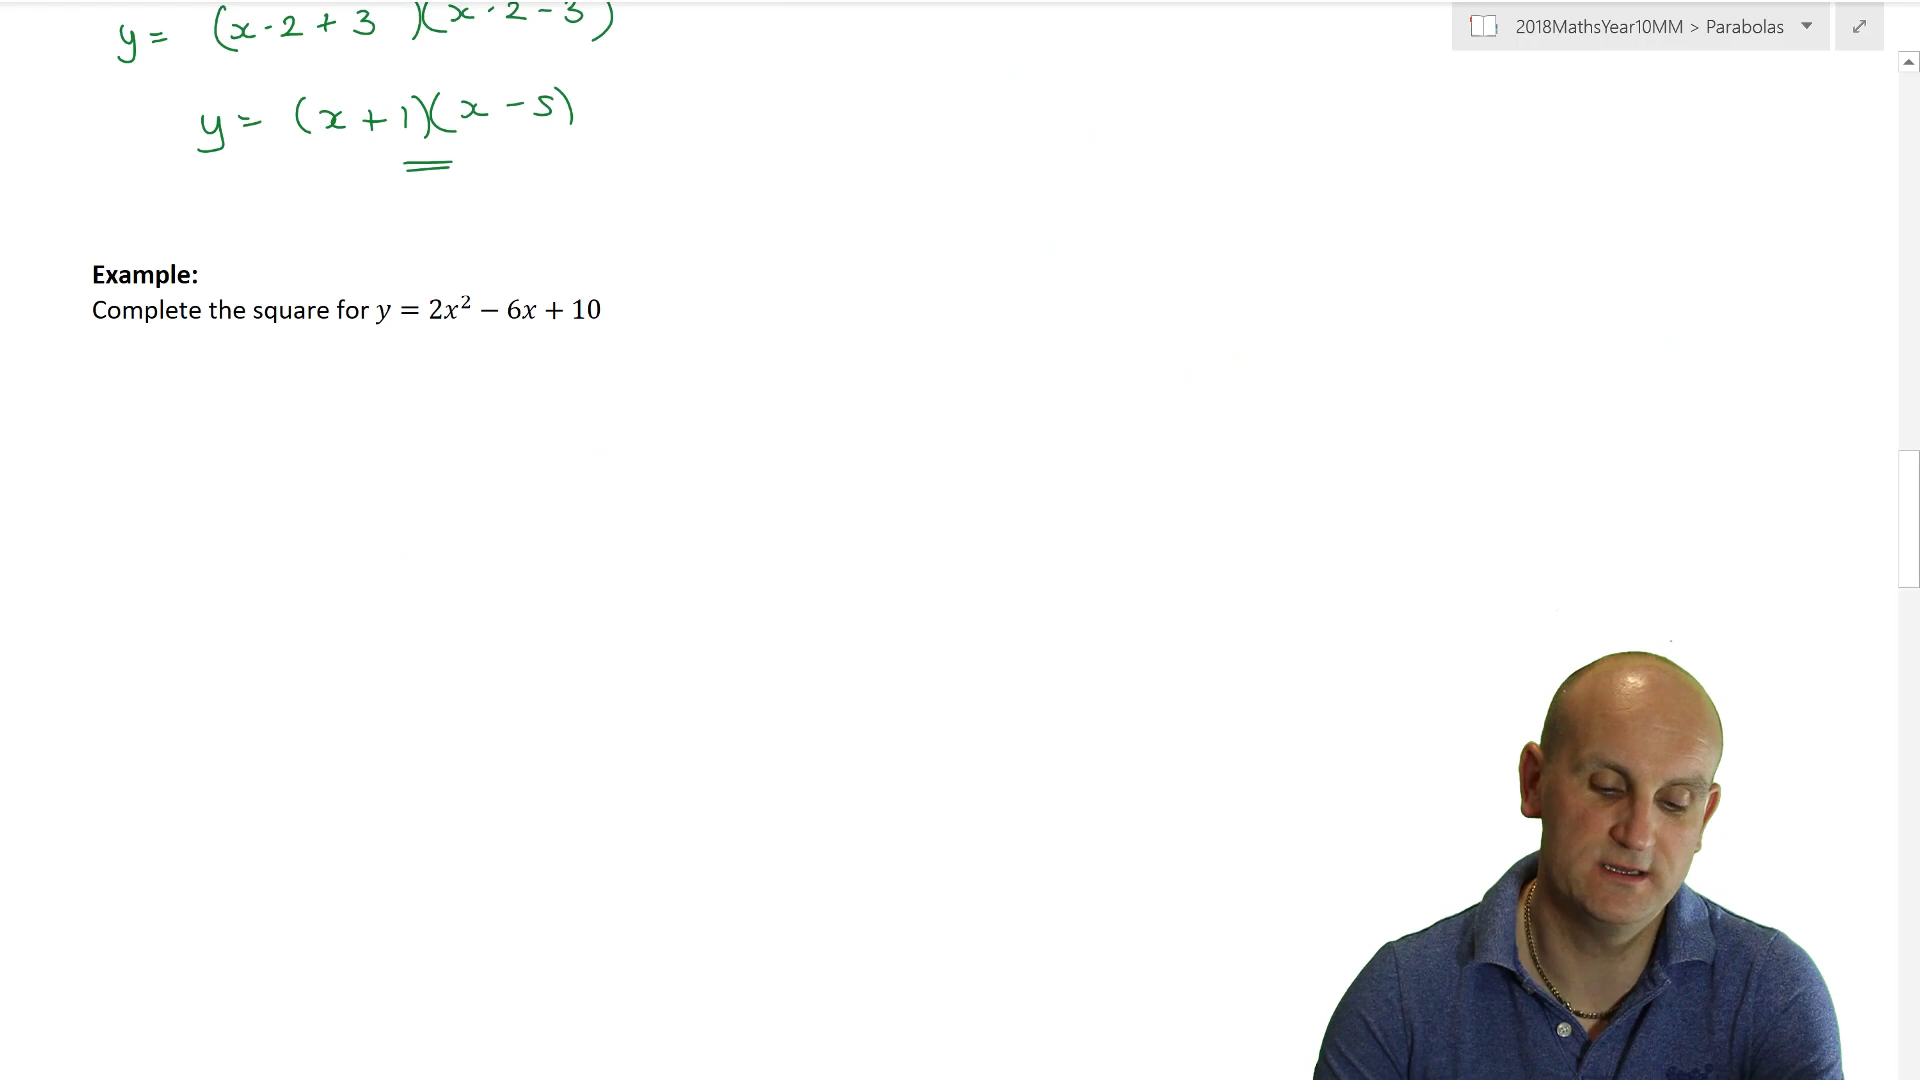 y = (x - 2 + 3)(x - 2 - 3)
2018MathsYear10MM > Parabolas
y = (x + 1)(x - 5)
Example:
Complete the square for y = 2x² − 6x + 10